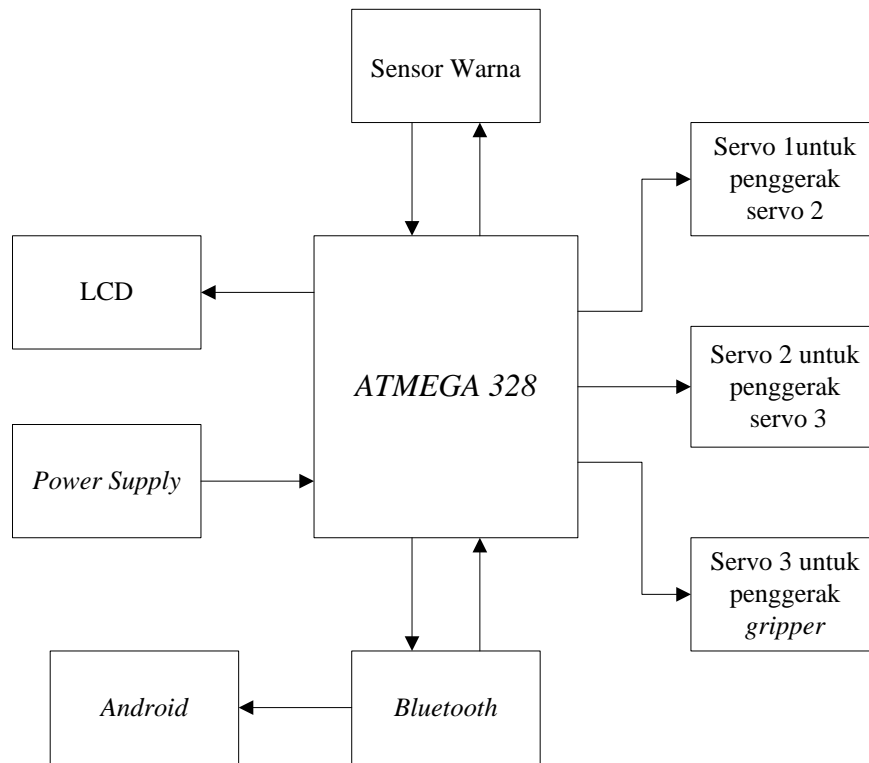 Sensor Warna
Servo 1untuk
penggerak
servo 2
LCD
ATMEGA 328
Servo 2 untuk
penggerak
servo 3
Power Supply
Servo 3 untuk
penggerak
gripper
Android
Bluetooth